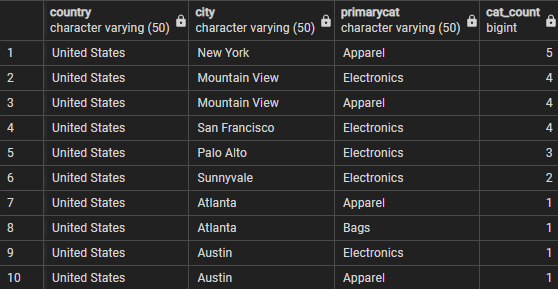 country city primarycat cat_count
character varying (50) character varying (50) character varying (50) bigint
1 United States New York Apparel 5
2 United States Mountain View Electronics 4
3 United States Mountain View Apparel 4
4 United States San Francisco Electronics 4
5 United States Palo Alto Electronics 3
6 United States Sunnyvale Electronics 2
7 United States Atlanta Apparel 1
8 United States Atlanta Bags 1
9 United States Austin Electronics 1
10 United States Austin Apparel 1